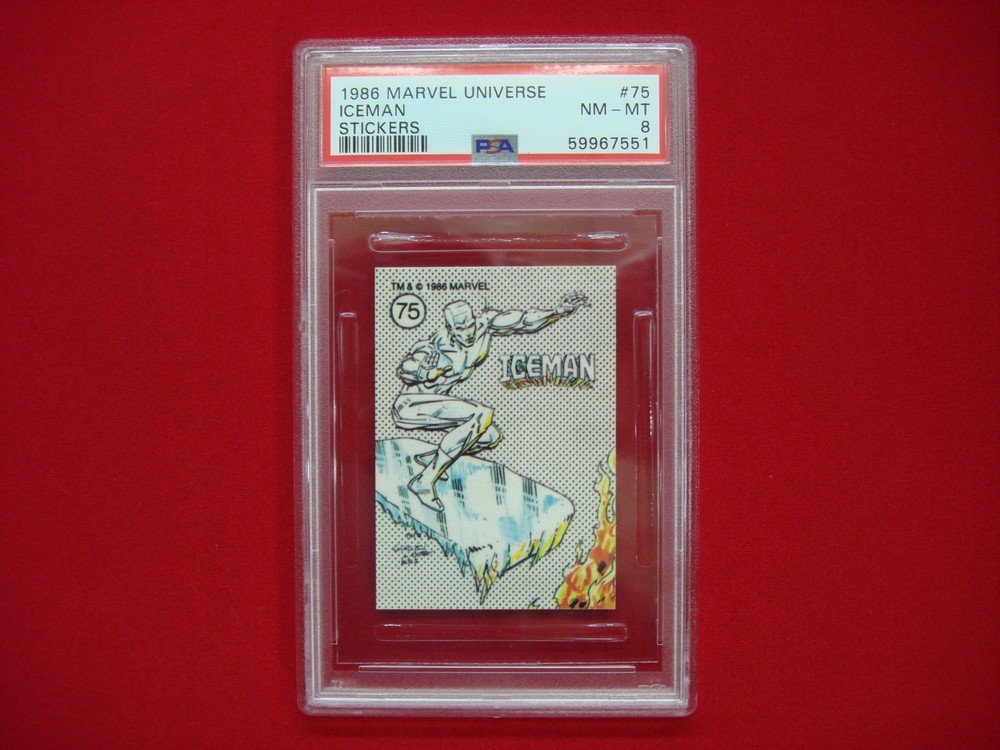 1986 MARVEL UNIVERSE #75
ICEMAN NM - MT
STICKERS 8
PSA 59967551
TM & © 1986 MARVEL
75
ICEMAN